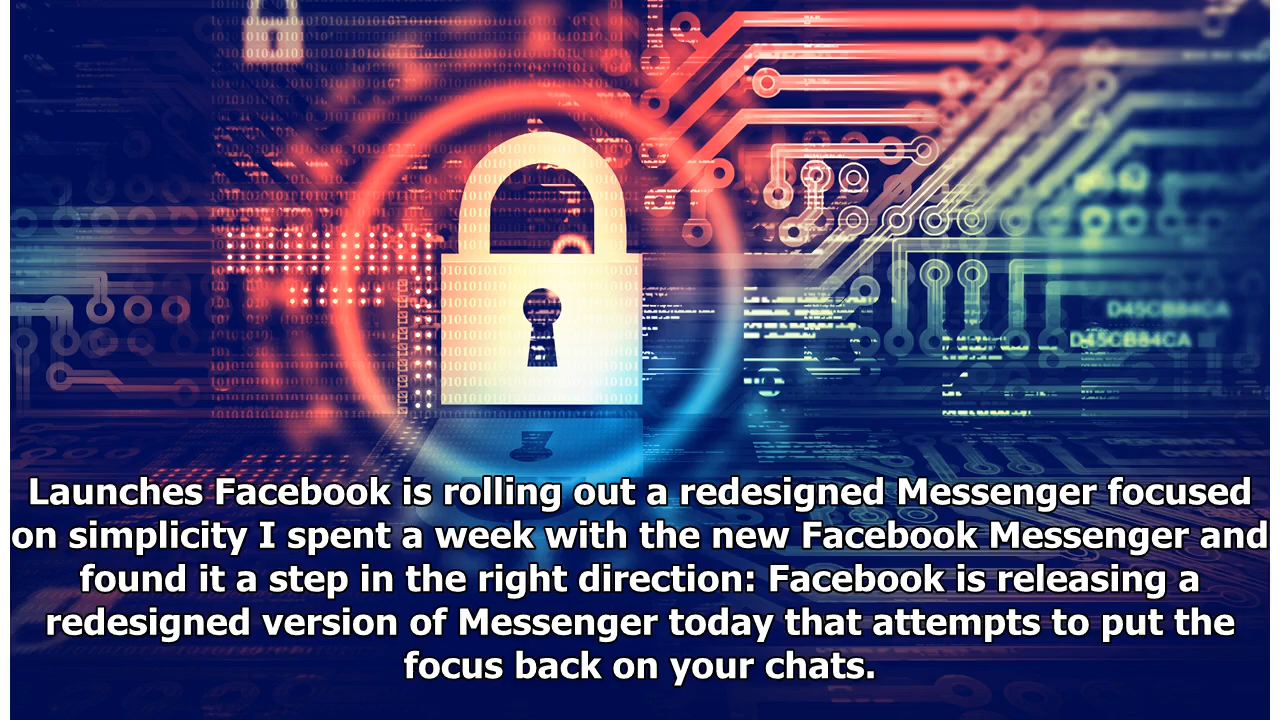 D45CB84CA
D45CB84CA
Launches Facebook is rolling out a redesigned Messenger focused
on simplicity I spent a week with the new Facebook Messenger and
found it a step in the right direction: Facebook is releasing a
redesigned version of Messenger today that attempts to put the
focus back on your chats.